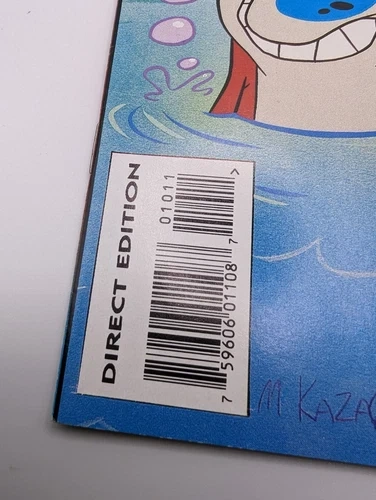 DIRECT EDITION
01011
7 59606 01108 7 >
M KAZA